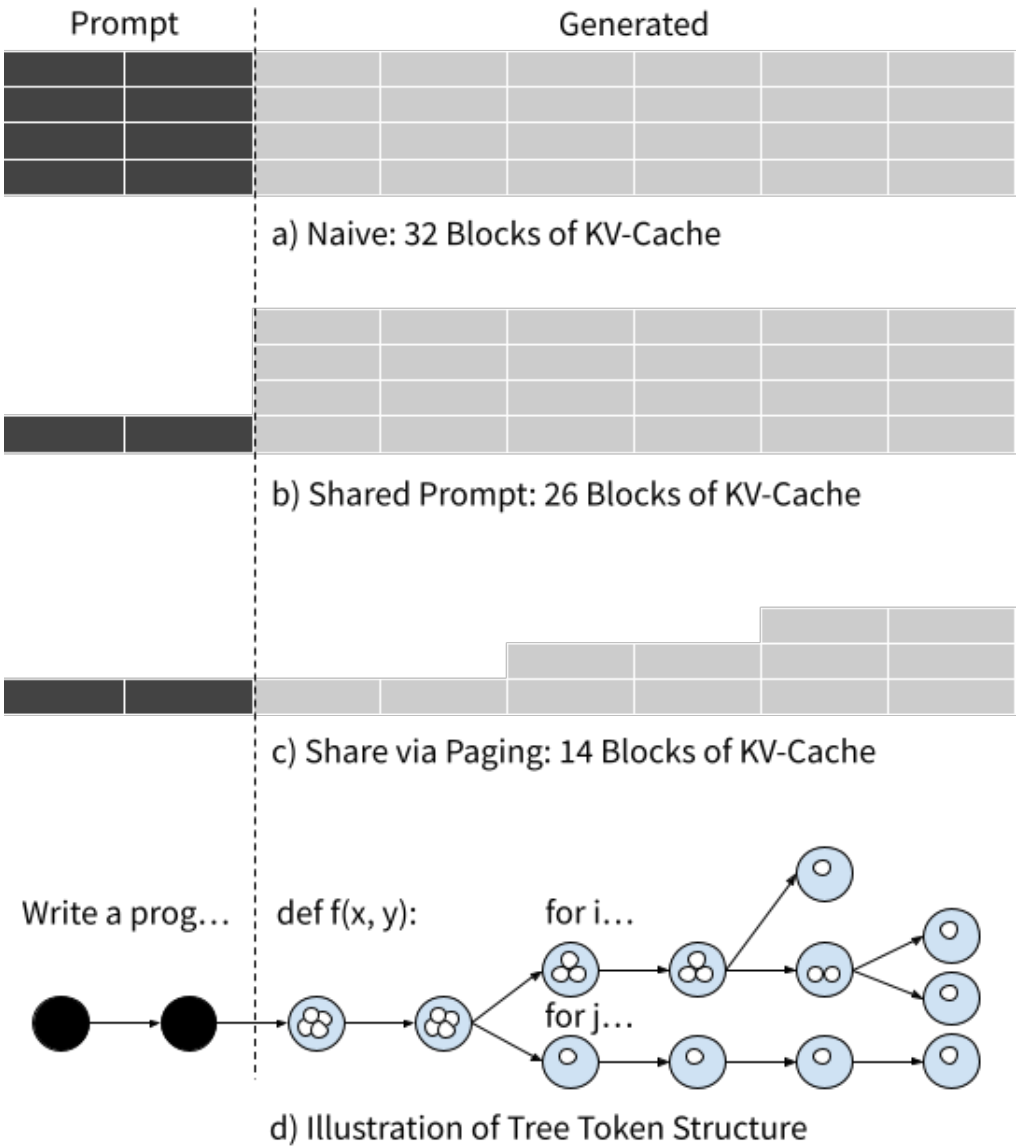 Prompt
Generated
a) Naive: 32 Blocks of KV-Cache
b) Shared Prompt: 26 Blocks of KV-Cache
c) Share via Paging: 14 Blocks of KV-Cache
Write a prog…
def f(x, y):
for i…
for j…
d) Illustration of Tree Token Structure